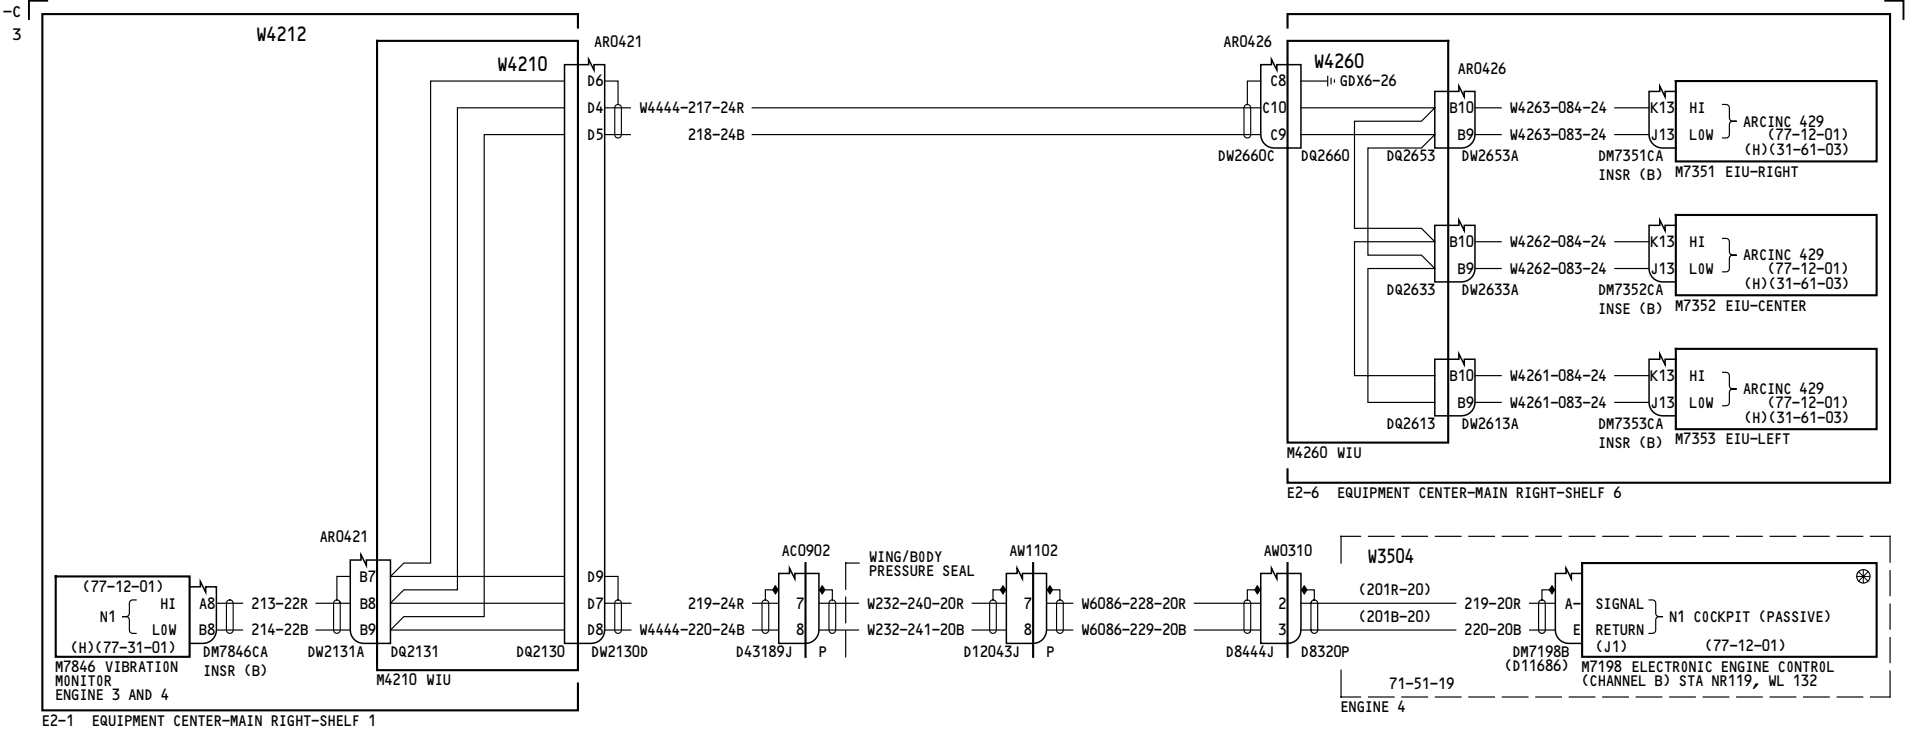 -C
3
W4212
W4210
ARO421
D6
D4
D5
W4444-217-24R
218-24B
ARO426
W4260
C8
C10
C9
GDX6-26
DW2660C
DQ2660
ARO426
B10
B9
W4263-084-24
W4263-083-24
K13
J13
HI
LOW
ARCINC 429
(77-12-01)
(H)(31-61-03)
DQ2653
DW2653A
DM7351CA
INSR (B)
M7351 EIU-RIGHT
B10
B9
W4262-084-24
W4262-083-24
K13
J13
HI
LOW
ARCINC 429
(77-12-01)
(H)(31-61-03)
DQ2633
DW2633A
DM7352CA
INSE (B)
M7352 EIU-CENTER
B10
B9
W4261-084-24
W4261-083-24
K13
J13
HI
LOW
ARCINC 429
(77-12-01)
(H)(31-61-03)
DQ2613
DW2613A
DM7353CA
INSR (B)
M7353 EIU-LEFT
M4260 WIU
E2-6 EQUIPMENT CENTER-MAIN RIGHT-SHELF 6
(77-12-01)
N1
HI
LOW
(H)(77-31-01)
M7846 VIBRATION
MONITOR
ENGINE 3 AND 4
A8
B8
213-22R
214-22B
DM7846CA
INSR (B)
ARO421
B7
B8
B9
DW2131A
DQ2131
M4210 WIU
D9
D7
D8
DQ2130
DW2130D
219-24R
W4444-220-24B
ACO902
7
8
D43189J
P
WING/BODY
PRESSURE SEAL
W232-240-20R
W232-241-20B
AW1102
7
8
D12043J
P
W6086-228-20R
W6086-229-20B
AWO310
2
3
D8444J
D8320P
W3504
(201R-20)
(201B-20)
219-20R
220-20B
A-
E
DM7198B
(D11686)
SIGNAL
RETURN
(J1)
N1 COCKPIT (PASSIVE)
(77-12-01)
M7198 ELECTRONIC ENGINE CONTROL
(CHANNEL B) STA NR119, WL 132
71-51-19
ENGINE 4
E2-1 EQUIPMENT CENTER-MAIN RIGHT-SHELF 1